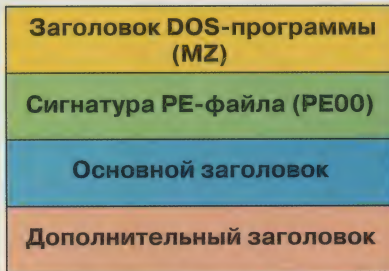 Заголовок DOS-программы
(MZ)
Сигнатура PE-файла (PE00)
Основной заголовок
Дополнительный заголовок